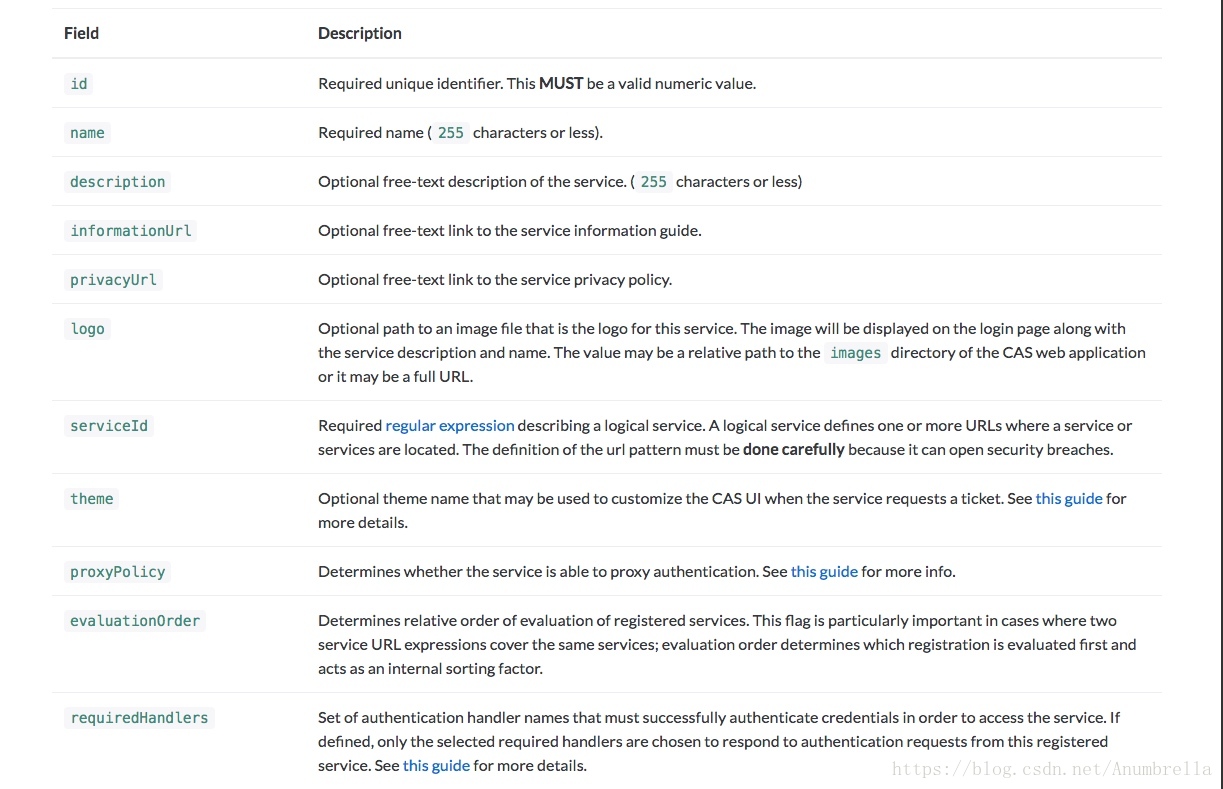 Field Description
id Required unique identifier. This MUST be a valid numeric value.
name Required name ( 255 characters or less).
description Optional free-text description of the service. ( 255 characters or less)
informationUrl Optional free-text link to the service information guide.
privacyUrl Optional free-text link to the service privacy policy.
logo Optional path to an image file that is the logo for this service. The image will be displayed on the login page along with
the service description and name. The value may be a relative path to the images directory of the CAS web application
or it may be a full URL.
serviceId Required regular expression describing a logical service. A logical service defines one or more URLs where a service or
services are located. The definition of the url pattern must be done carefully because it can open security breaches.
theme Optional theme name that may be used to customize the CAS UI when the service requests a ticket. See this guide for
more details.
proxyPolicy Determines whether the service is able to proxy authentication. See this guide for more info.
evaluationOrder Determines relative order of evaluation of registered services. This flag is particularly important in cases where two
service URL expressions cover the same services; evaluation order determines which registration is evaluated first and
acts as an internal sorting factor.
requiredHandlers Set of authentication handler names that must successfully authenticate credentials in order to access the service. If
defined, only the selected required handlers are chosen to respond to authentication requests from this registered
service. See this guide for more details.
https://blog.csdn.net/Anumbrella